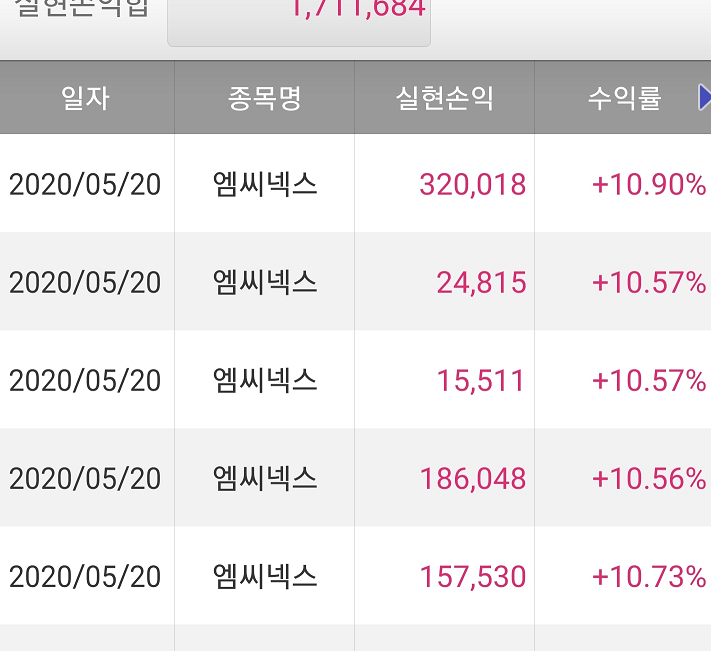 실현손익합 1,711,684
일자 종목명 실현손익 수익률
2020/05/20 엠씨넥스 320,018 +10.90%
2020/05/20 엠씨넥스 24,815 +10.57%
2020/05/20 엠씨넥스 15,511 +10.57%
2020/05/20 엠씨넥스 186,048 +10.56%
2020/05/20 엠씨넥스 157,530 +10.73%